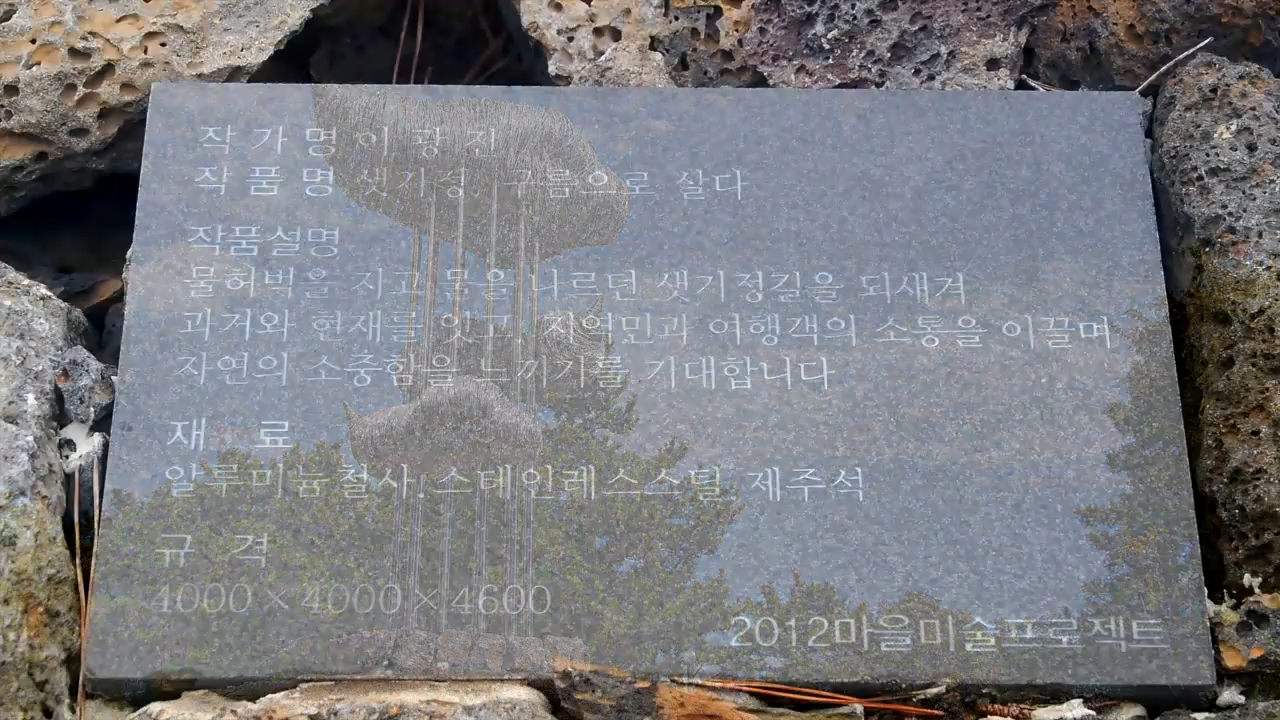 작 가 명 이 광 진
작 품 명 샛기정 구름으로 살다
작품설명
물허벅을 지고 물을 나르던 샛기정길을 되새겨
과거와 현재를 잇고, 지역민과 여행객의 소통을 이끌며
자연의 소중함을 느끼기를 기대합니다
재 료
알루미늄철사, 스테인레스스틸, 제주석
규 격
4000×4000×4600
2012마을미술프로젝트